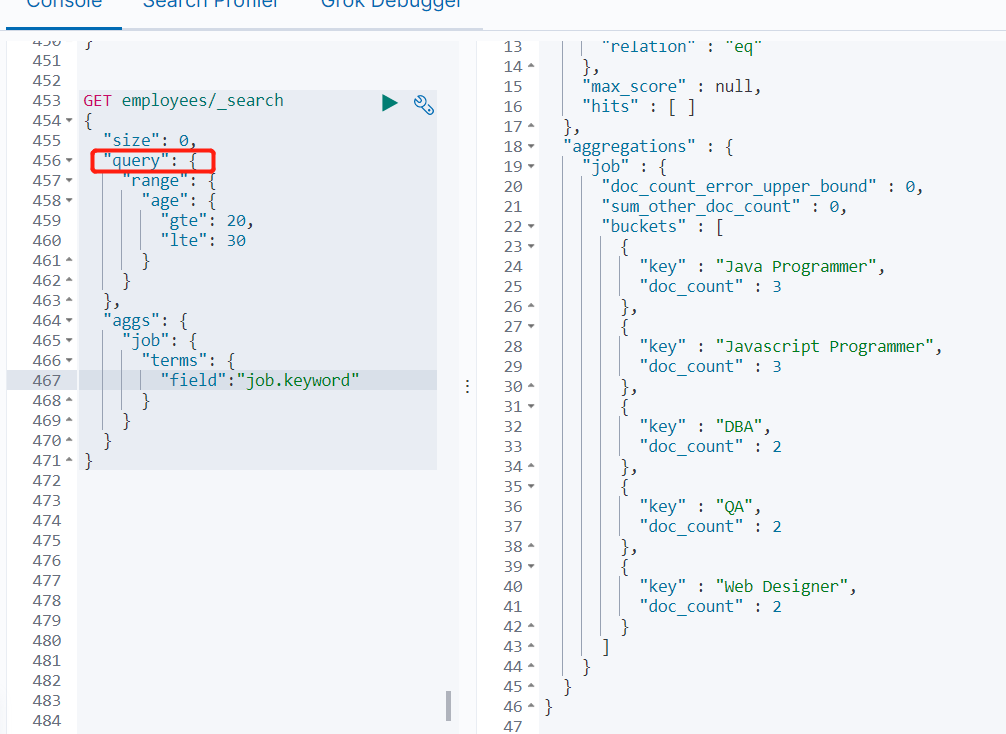 Console Search Profiler Grok Debugger
450 }
451
452
453 GET employees/_search
454 {
455 "size": 0,
456 "query": {
457 "range": {
458 "age": {
459 "gte": 20,
460 "lte": 30
461 }
462 }
463 },
464 "aggs": {
465 "job": {
466 "terms": {
467 "field":"job.keyword"
468 }
469 }
470 }
471 }
472
473
474
475
476
477
478
479
480
481
482
483
484
13 "relation" : "eq"
14 },
15 "max_score" : null,
16 "hits" : [ ]
17 },
18 "aggregations" : {
19 "job" : {
20 "doc_count_error_upper_bound" : 0,
21 "sum_other_doc_count" : 0,
22 "buckets" : [
23 {
24 "key" : "Java Programmer",
25 "doc_count" : 3
26 },
27 {
28 "key" : "Javascript Programmer",
29 "doc_count" : 3
30 },
31 {
32 "key" : "DBA",
33 "doc_count" : 2
34 },
35 {
36 "key" : "QA",
37 "doc_count" : 2
38 },
39 {
40 "key" : "Web Designer",
41 "doc_count" : 2
42 }
43 ]
44 }
45 }
46 }
47